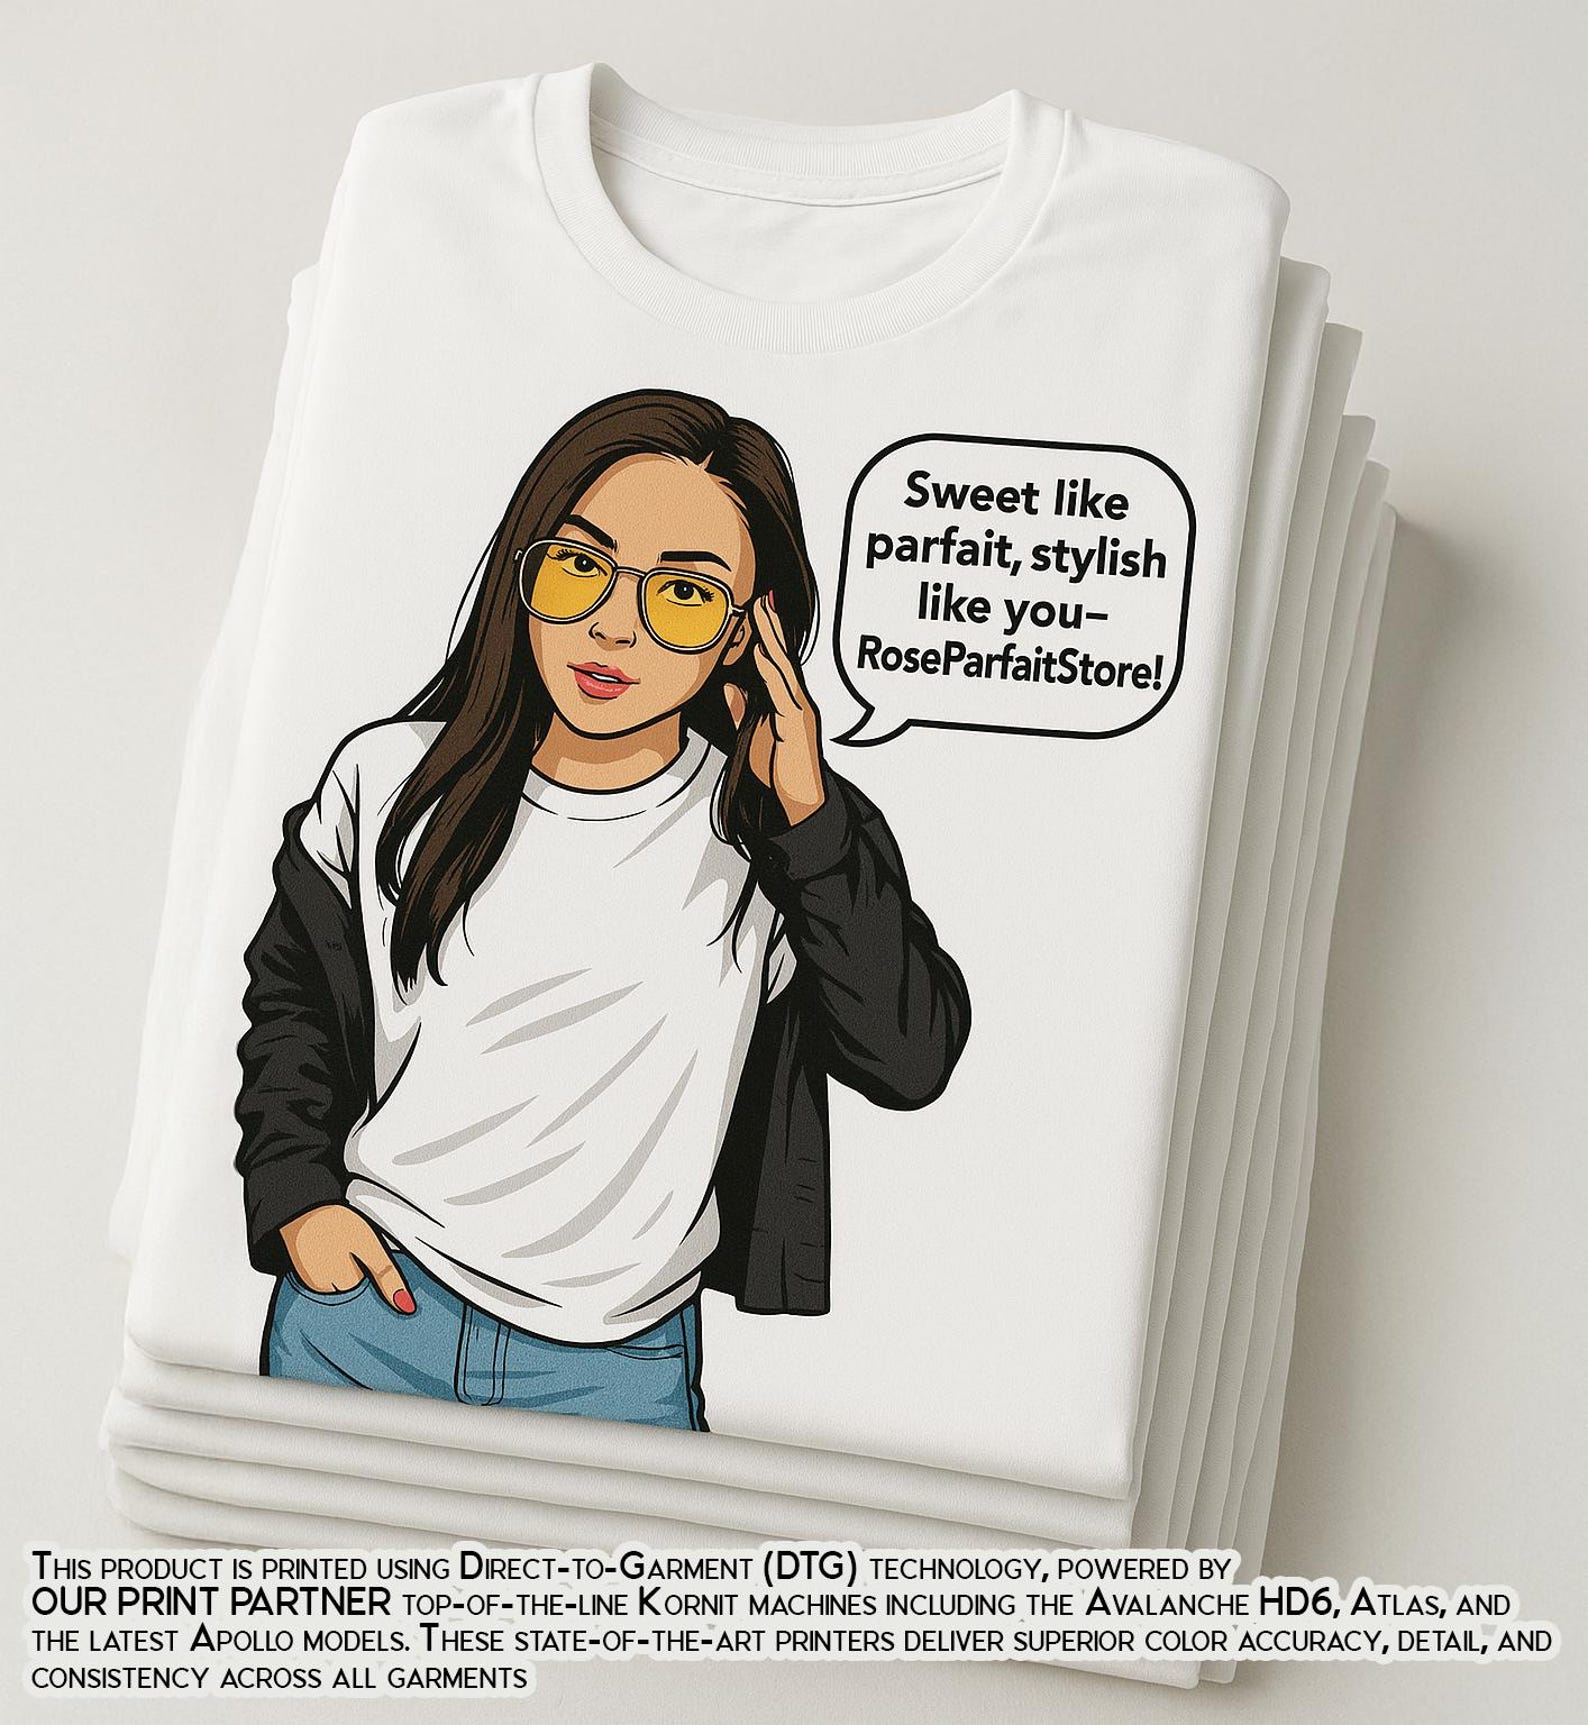 Sweet like
parfait, stylish
like you–
RoseParfaitStore!
This product is printed using Direct-to-Garment (DTG) technology, powered by
OUR PRINT PARTNER top-of-the-line Kornit machines including the Avalanche HD6, Atlas, and
the latest Apollo models. These state-of-the-art printers deliver superior color accuracy, detail, and
consistency across all garments